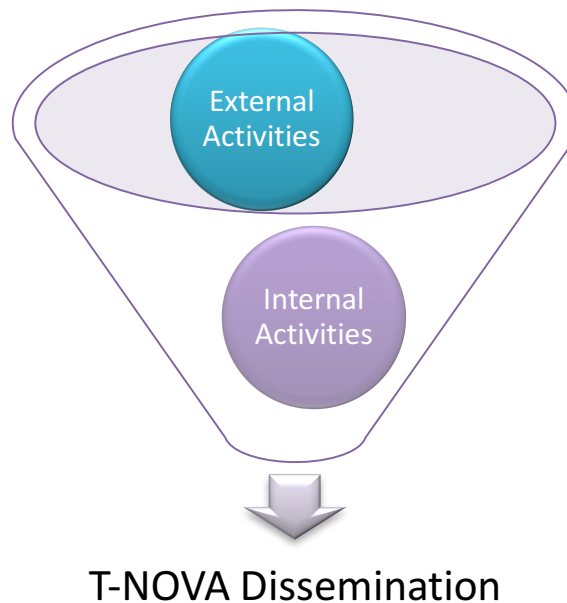 External
Activities
Internal
Activities
T-NOVA Dissemination